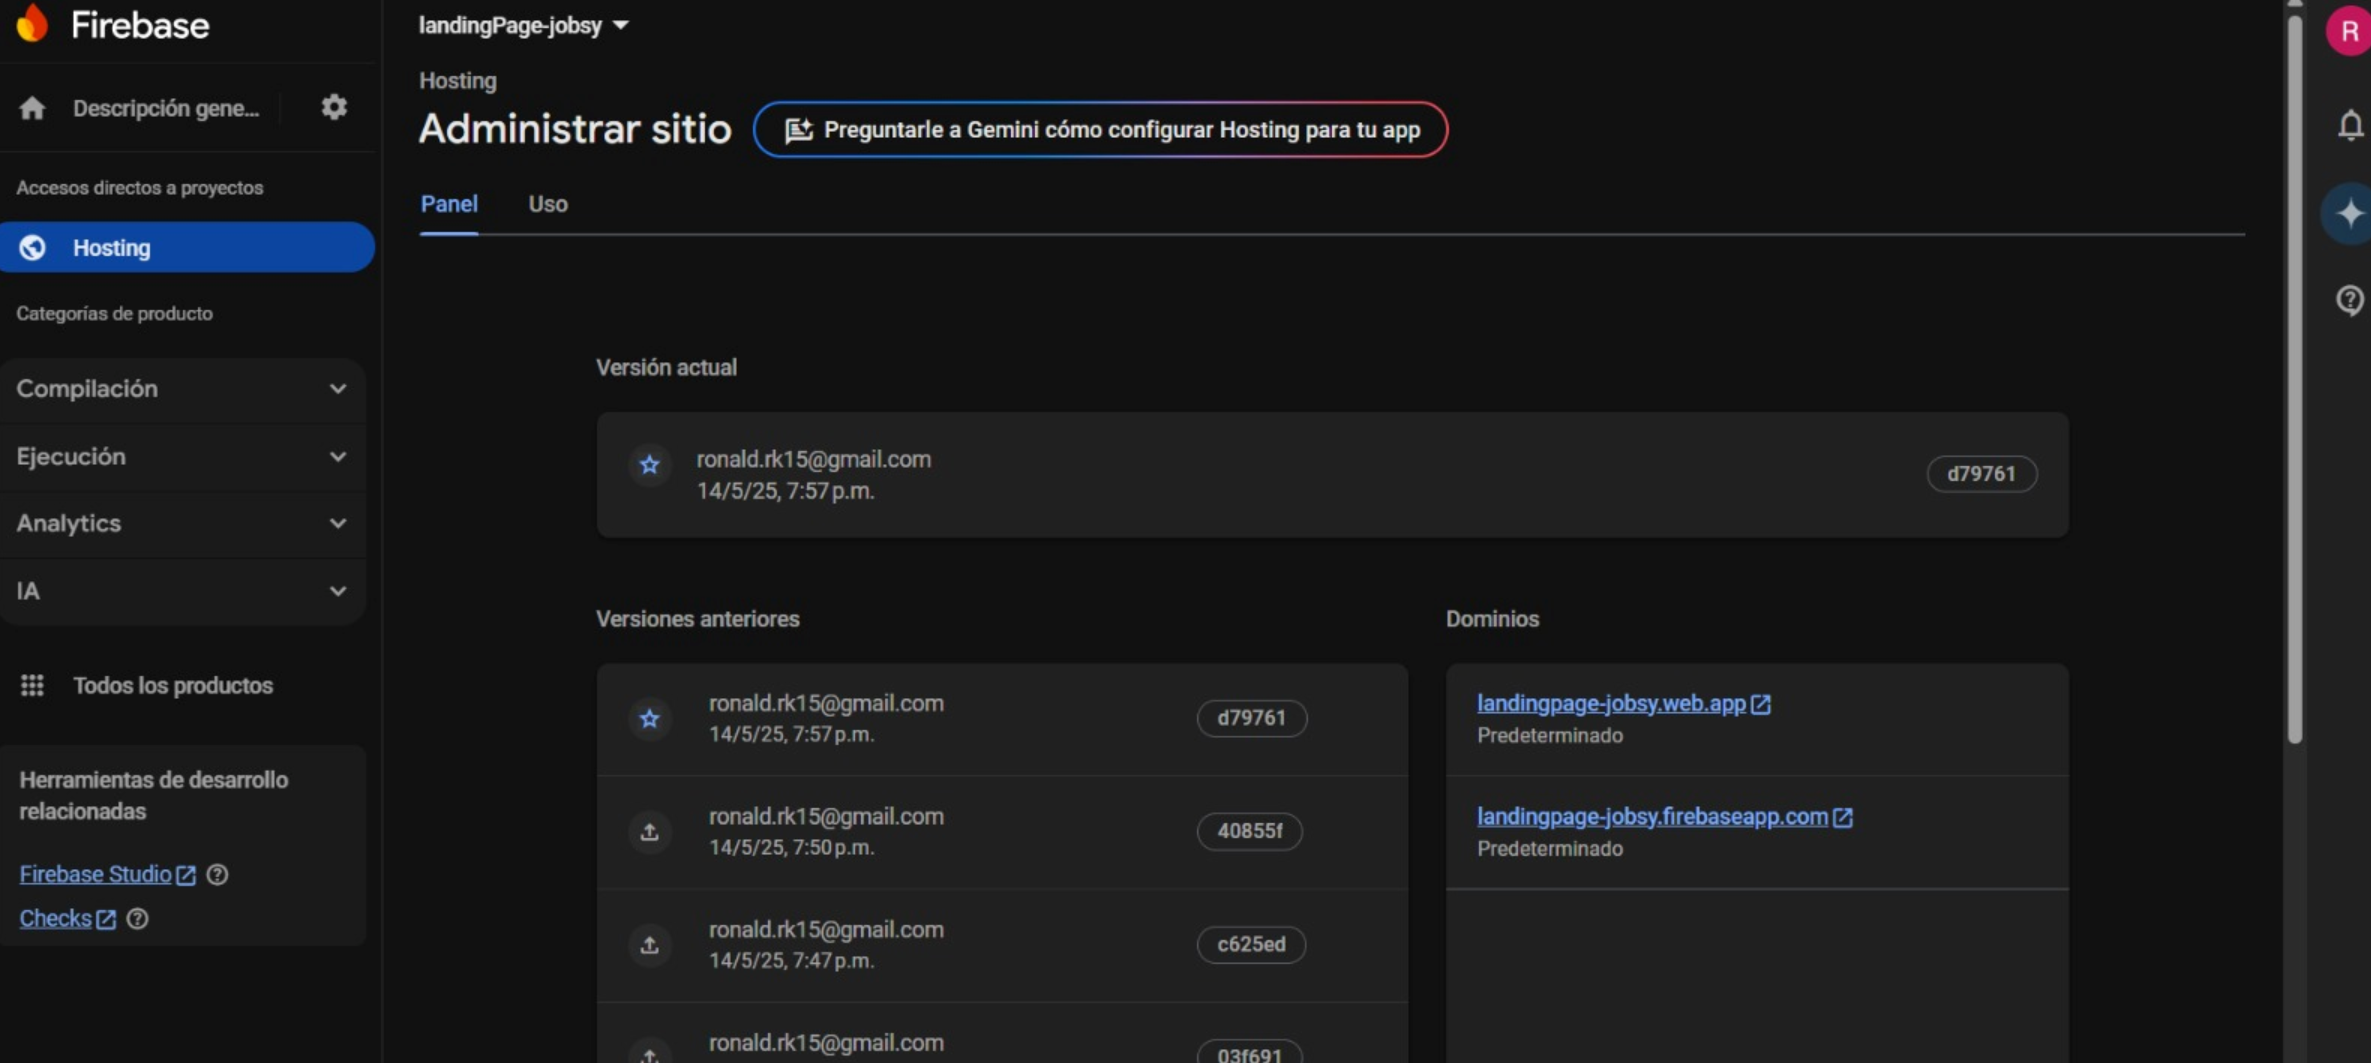 Firebase
Descripción gene...
Accesos directos a proyectos
Hosting
Categorías de producto
Compilación
Ejecución
Analytics
IA
Todos los productos
Herramientas de desarrollo
relacionadas
Firebase Studio
Checks
landingPage-jobsy
Hosting
Administrar sitio
Preguntarle a Gemini cómo configurar Hosting para tu app
Panel
Uso
Versión actual
ronald.rk15@gmail.com
14/5/25, 7:57 p.m.
d79761
Versiones anteriores
ronald.rk15@gmail.com
14/5/25, 7:57 p.m.
d79761
ronald.rk15@gmail.com
14/5/25, 7:50 p.m.
40855f
ronald.rk15@gmail.com
14/5/25, 7:47 p.m.
c625ed
ronald.rk15@gmail.com
03f691
Dominios
landingpage-jobsy.web.app
Predeterminado
landingpage-jobsy.firebaseapp.com
Predeterminado
R